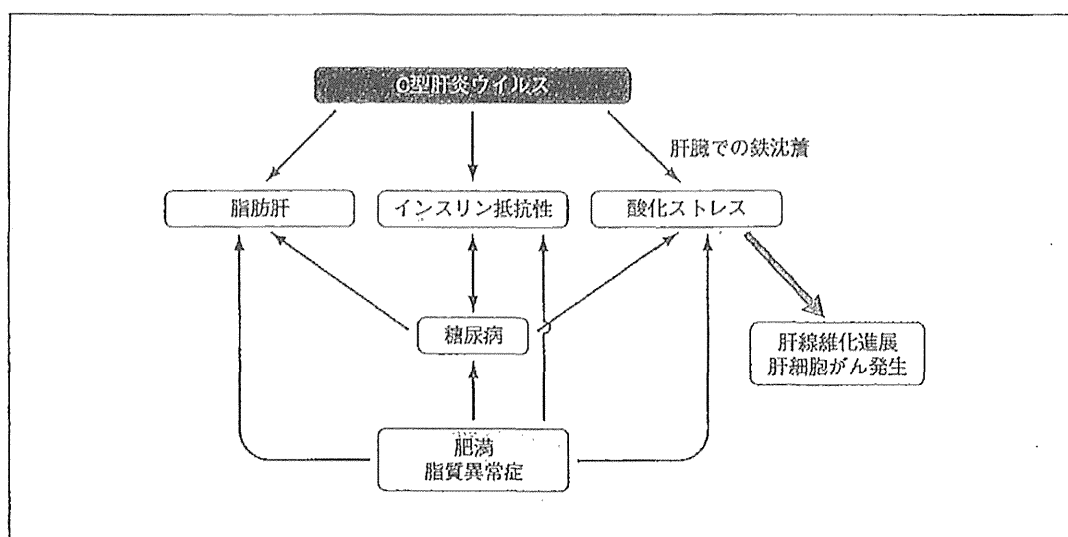 C型肝炎ウイルス
肝臓での鉄沈着
脂肪肝
インスリン抵抗性
酸化ストレス
糖尿病
肝線維化進展
肝細胞がん発生
肥満
脂質異常症